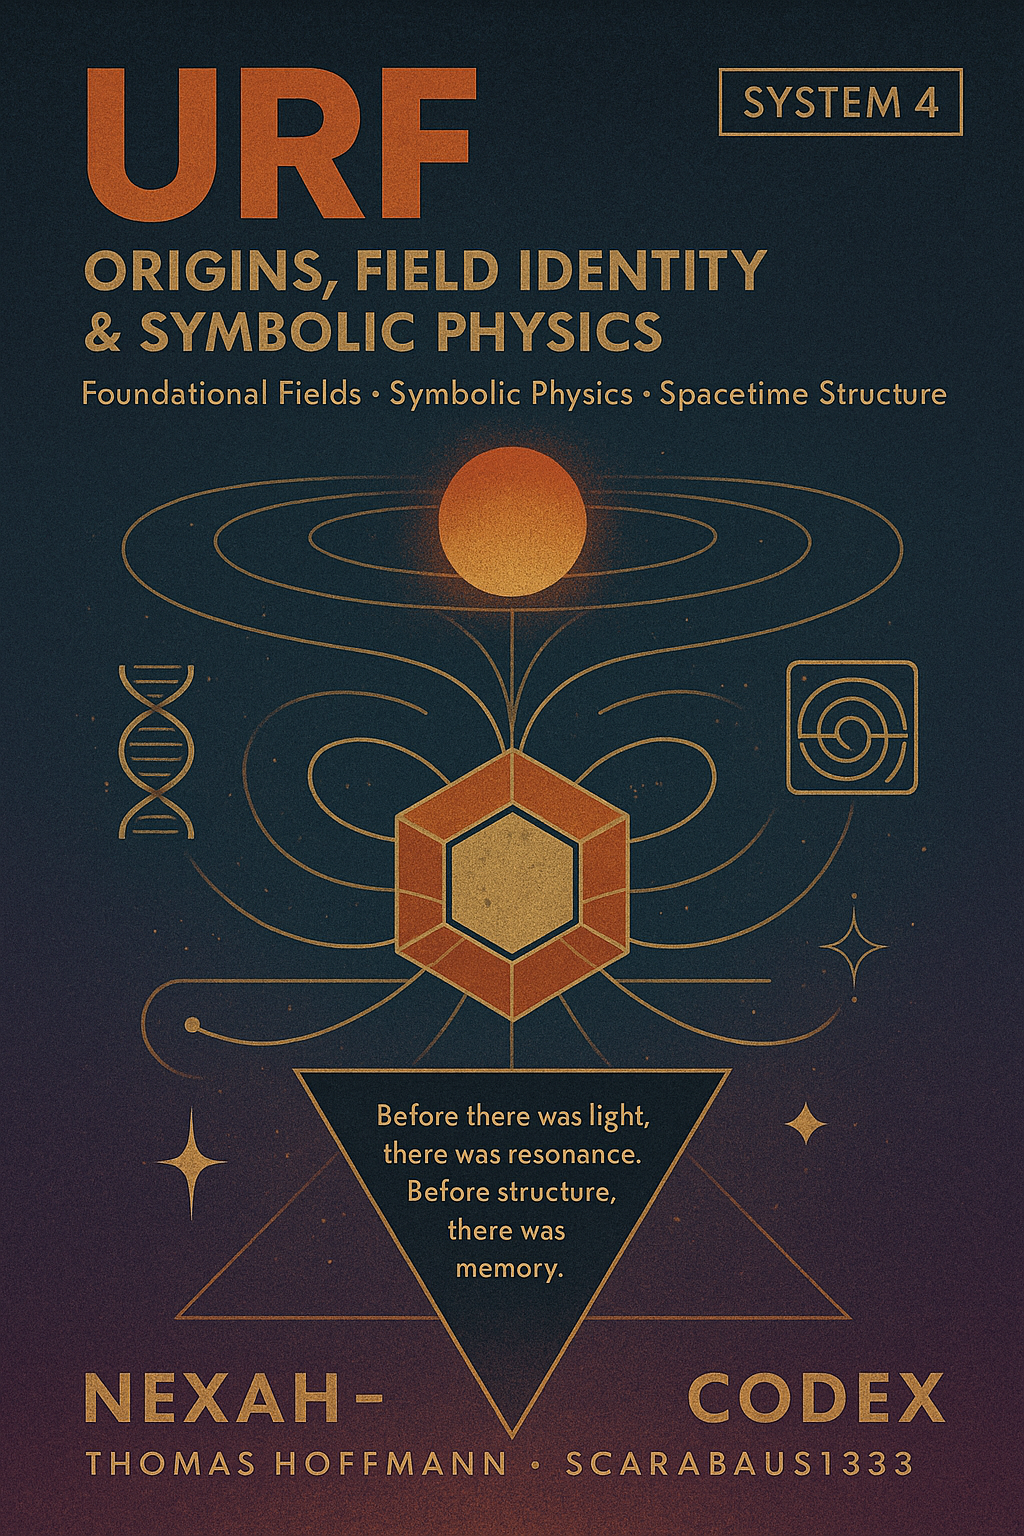 URF
SYSTEM 4
ORIGINS, FIELD IDENTITY
& SYMBOLIC PHYSICS
Foundational Fields • Symbolic Physics • Spacetime Structure
Before there was light,
there was resonance.
Before structure,
there was
memory.
NEXAH– CODEX
THOMAS HOFFMANN • SCARABAUS1333